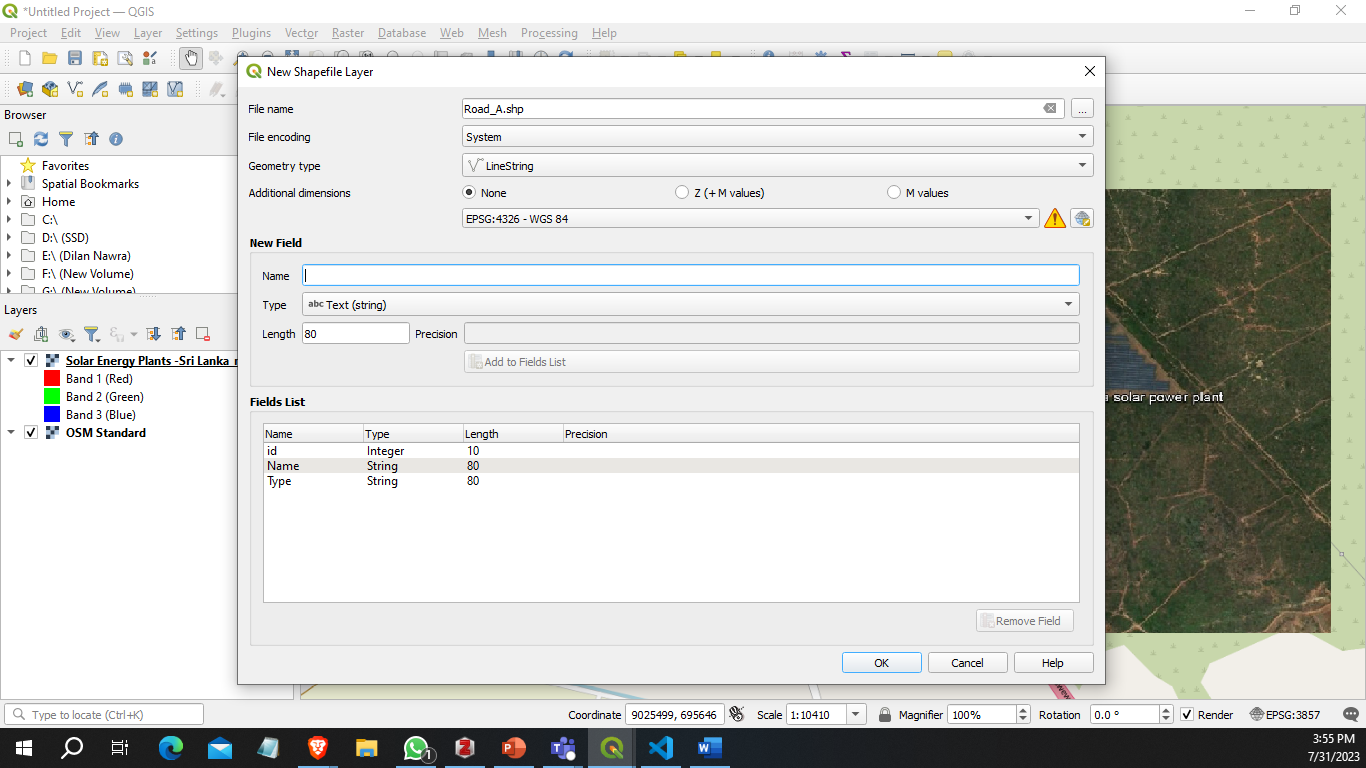 *Untitled Project — QGIS
Project Edit View Layer Settings Plugins Vector Raster Database Web Mesh Processing Help
New Shapefile Layer
File name Road_A.shp ...
File encoding System
Geometry type LineString
Additional dimensions None Z (+ M values) M values
EPSG:4326 - WGS 84
New Field
Name
Type abc Text (string)
Length 80 Precision
Add to Fields List
Fields List
Name Type Length Precision
id Integer 10
Name String 80
Type String 80
Remove Field
OK Cancel Help
Browser
Favorites
Spatial Bookmarks
Home
C:\
D:\ (SSD)
E:\ (Dilan Nawra)
F:\ (New Volume)
G:\ (New Volume)
Layers
Solar Energy Plants -Sri Lanka
Band 1 (Red)
Band 2 (Green)
Band 3 (Blue)
OSM Standard
solar power plant
Type to locate (Ctrl+K) Coordinate 9025499, 695646 Scale 1:10410 Magnifier 100% Rotation 0.0 ° Render EPSG:3857
1
3:55 PM
7/31/2023